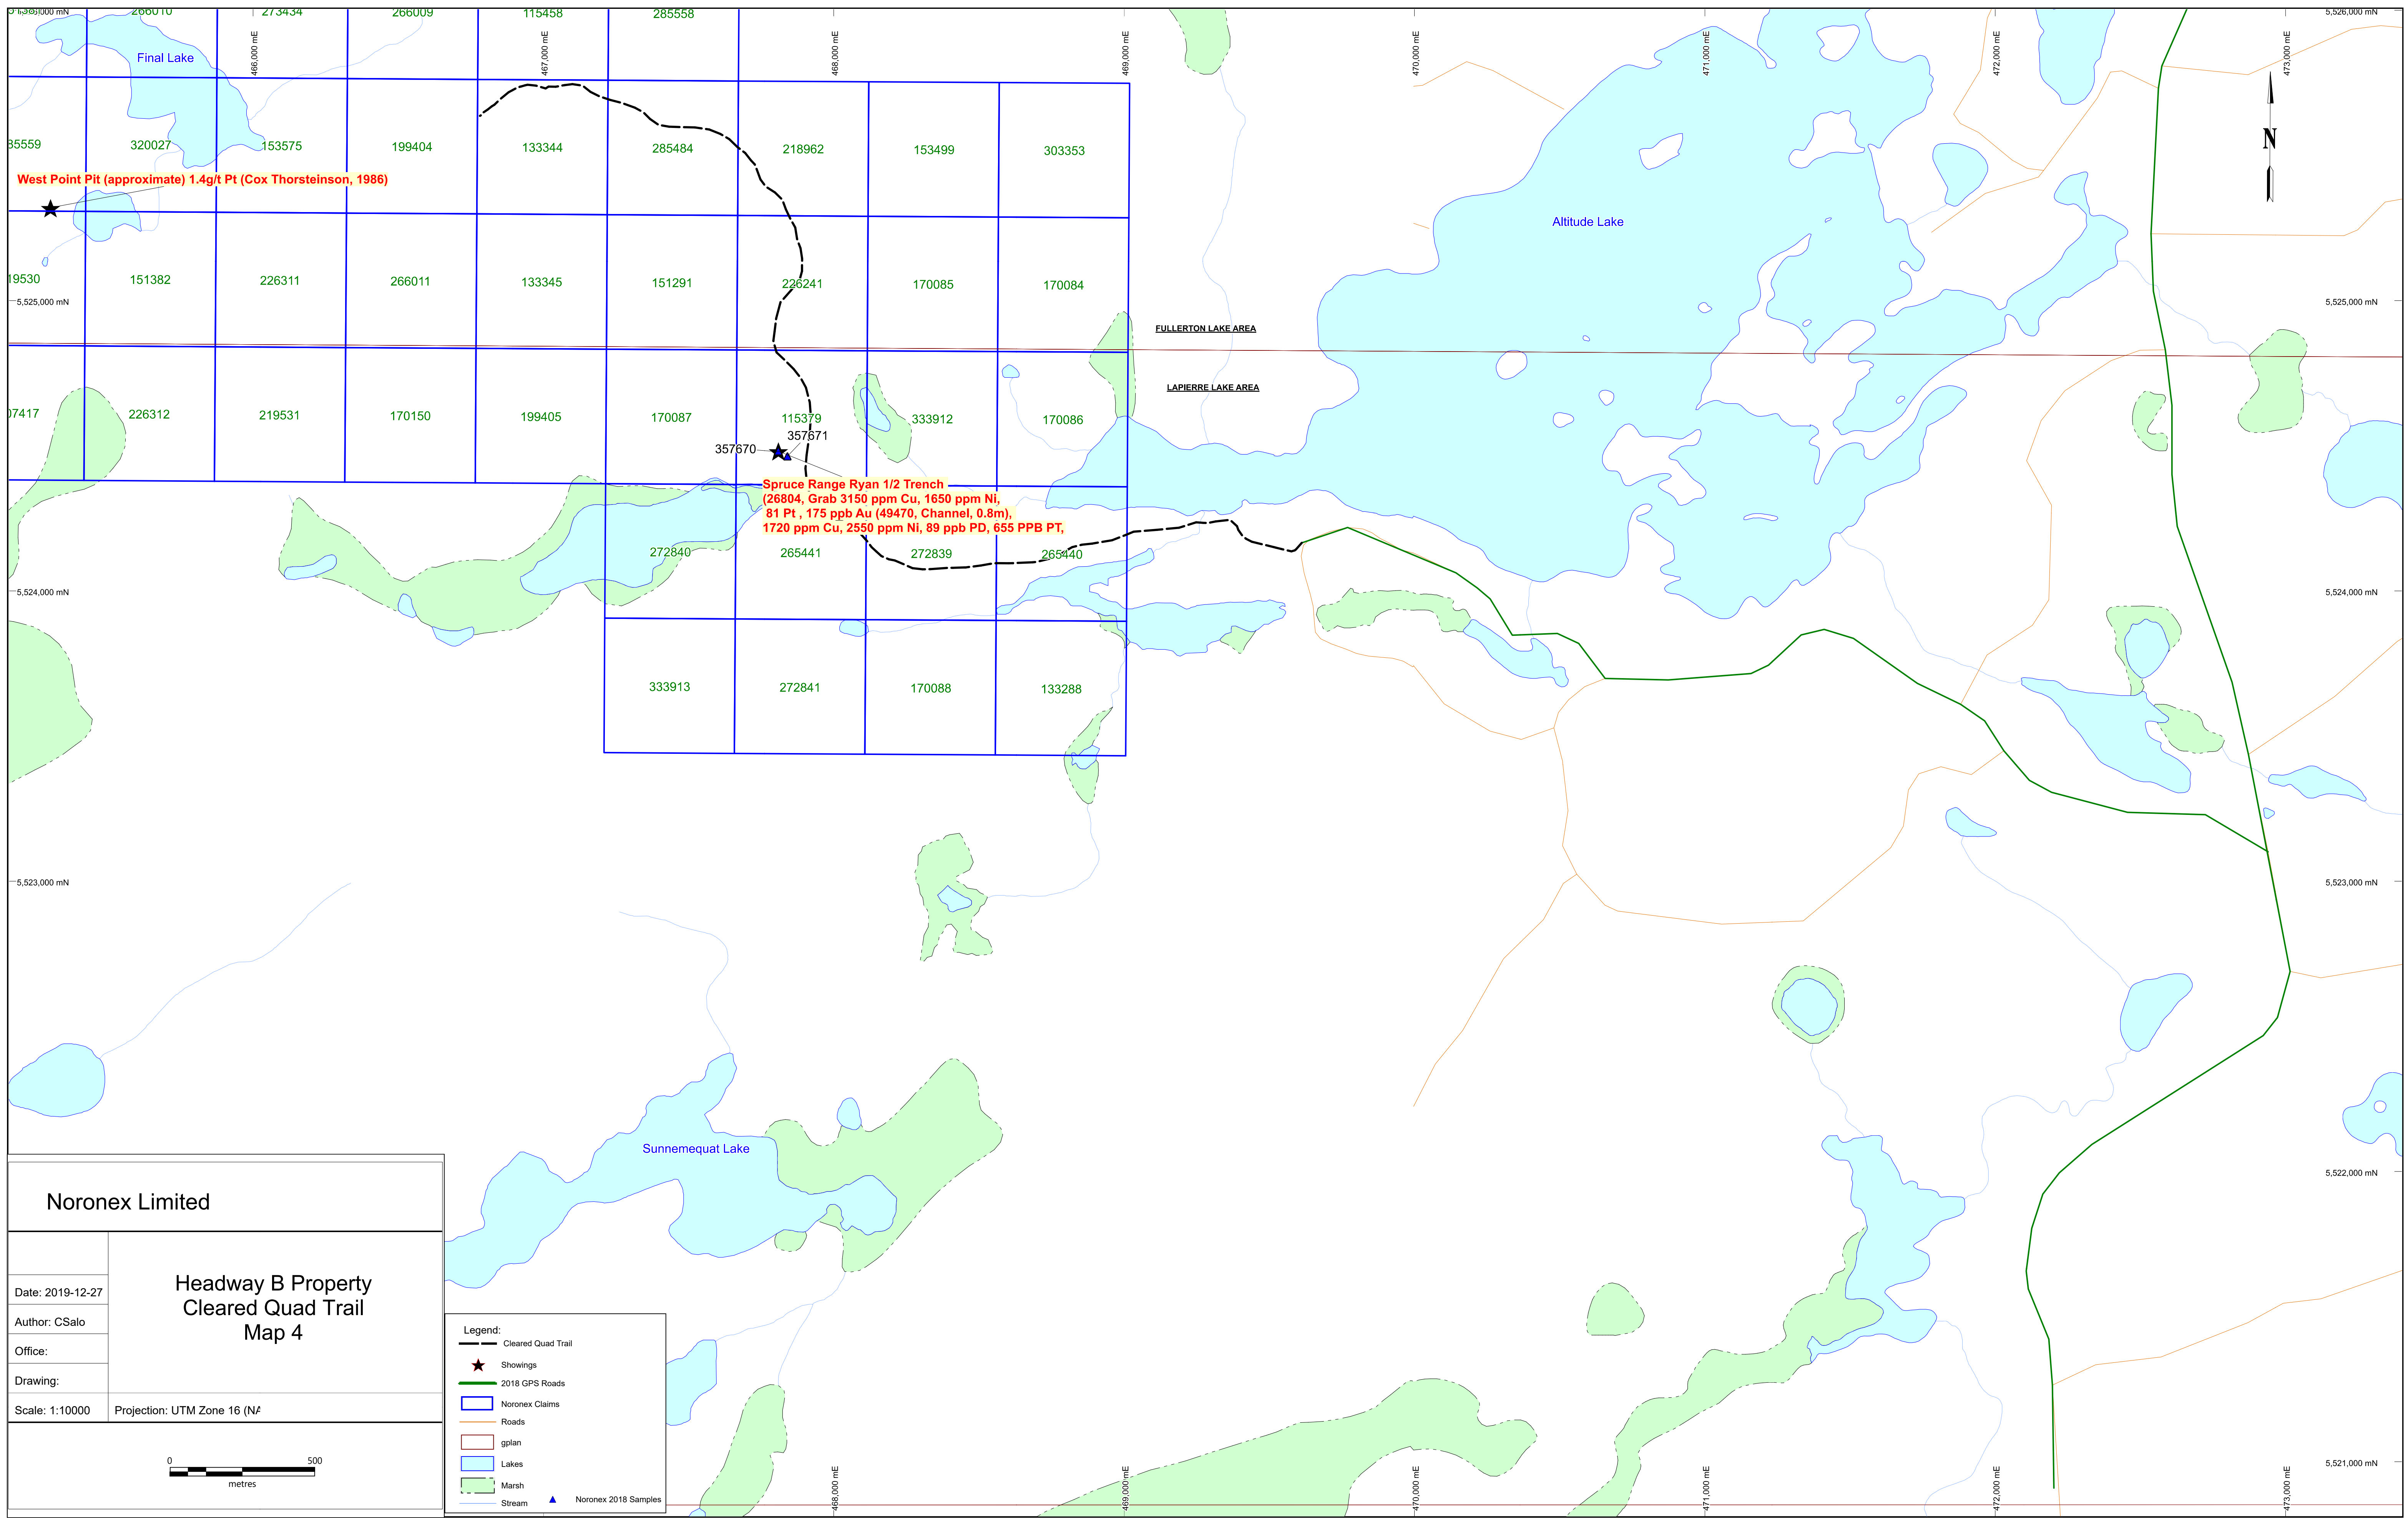 266010
273434
266009
115458
285558
5,526,000 mN
466,000 mE
467,000 mE
468,000 mE
469,000 mE
470,000 mE
471,000 mE
472,000 mE
473,000 mE
Final Lake
N
320027
153575
199404
133344
285484
218962
153499
303353
West Point Pit (approximate) 1.4g/t Pt (Cox Thorsteinson, 1986)
Altitude Lake
19530
151382
226311
266011
133345
151291
226241
170085
170084
5,525,000 mN
5,525,000 mN
FULLERTON LAKE AREA
LAPIERRE LAKE AREA
07417
226312
219531
170150
199405
170087
115379
333912
170086
357671
357670
Spruce Range Ryan 1/2 Trench
(26804, Grab 3150 ppm Cu, 1650 ppm Ni,
81 Pt , 175 ppb Au (49470, Channel, 0.8m),
1720 ppm Cu, 2550 ppm Ni, 89 ppb PD, 655 PPB PT,
272840
265441
272839
265440
5,524,000 mN
5,524,000 mN
333913
272841
170088
133288
5,523,000 mN
5,523,000 mN
Sunnemequat Lake
5,522,000 mN
5,521,000 mN
468,000 mE
469,000 mE
470,000 mE
471,000 mE
472,000 mE
473,000 mE
Noronex Limited
Headway B Property
Cleared Quad Trail
Map 4
Date: 2019-12-27
Author: CSalo
Office:
Drawing:
Scale: 1:10000
Projection: UTM Zone 16 (NA
0 500
metres
Legend:
Cleared Quad Trail
Showings
2018 GPS Roads
Noronex Claims
Roads
gplan
Lakes
Marsh
Stream
Noronex 2018 Samples